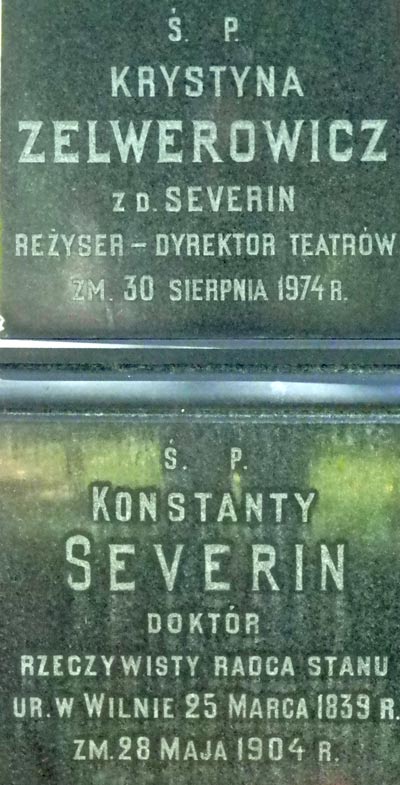 Ś. P.
KRYSTYNA
ZELWEROWICZ
Z D. SEVERIN
REŻYSER – DYREKTOR TEATRÓW
ZM. 30 SIERPNIA 1974 R.
Ś. P.
KONSTANTY
SEVERIN
DOKTÓR
RZECZYWISTY RADCA STANU
UR. W WILNIE 25 MARCA 1839 R.
ZM. 28 MAJA 1904 R.